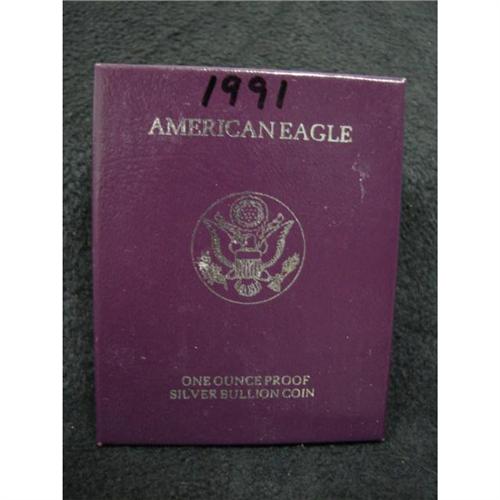 1991
AMERICAN EAGLE
ONE OUNCE PROOF
SILVER BULLION COIN